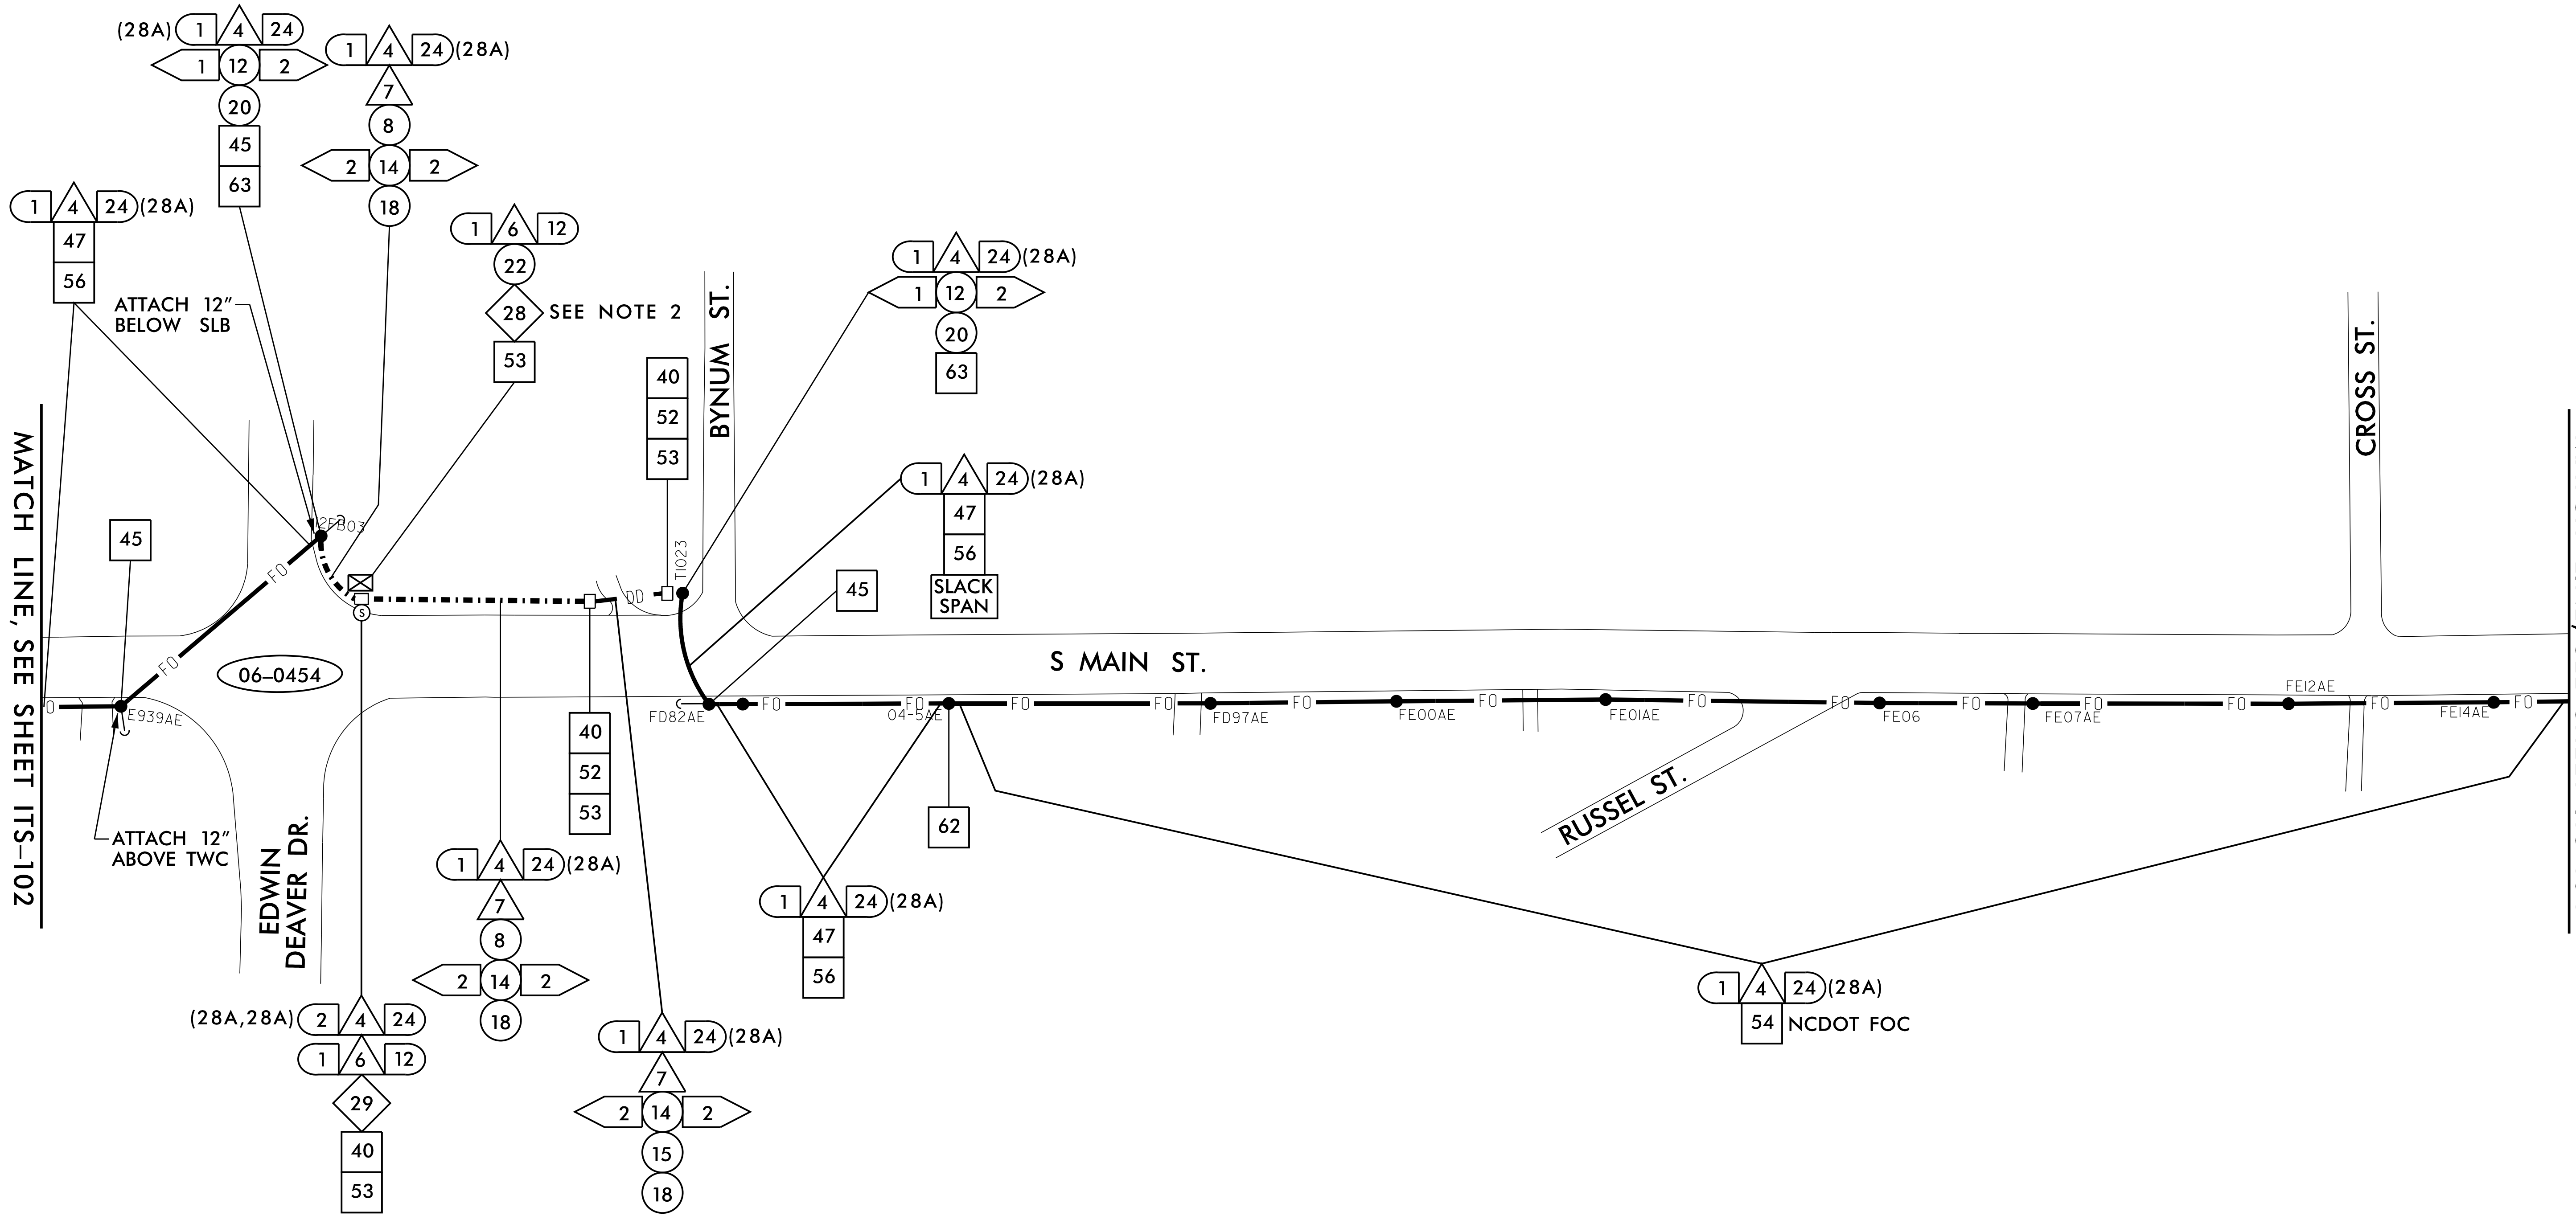 (28A) 1 4 24
1 12 2
20
45
63
1 4 24 (28A)
7
8
2 14 2
18
1 4 24 (28A)
47
56
ATTACH 12"
BELOW SLB
1 6 12
22
28 SEE NOTE 2
53
40
52
53
BYNUM ST.
1 4 24 (28A)
1 12 2
20
63
1 4 24 (28A)
47
56
SLACK
SPAN
45
CROSS ST.
MATCH LINE, SEE SHEET ITS-102
45
FO
FO
S
DD
T1023
S MAIN ST.
06-0454
E939AE
FD82AE
FO
FO
04-5AE
FO
FO
FD97AE
FO
FE00AE
FO
FE01AE
FO
FO
FE06
FO
FE07AE
FO
FO
FE12AE
FO
FE14AE
FO
RUSSEL ST.
ATTACH 12"
ABOVE TWC
EDWIN
DEAVER DR.
40
52
53
62
1 4 24 (28A)
7
8
2 14 2
18
1 4 24 (28A)
47
56
(28A,28A) 2 4 24
1 6 12
29
40
53
1 4 24 (28A)
7
2 14 2
15
18
1 4 24 (28A)
54 NCDOT FOC